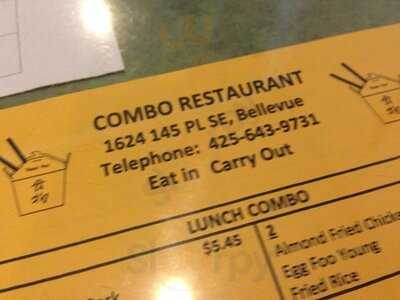 COMBO RESTAURANT
1624 145 PL SE, Bellevue
Telephone: 425-643-9731
Eat in Carry Out
LUNCH COMBO
$5.45
2
Almond Fried Chicke
Egg Foo Young
Fried Rice